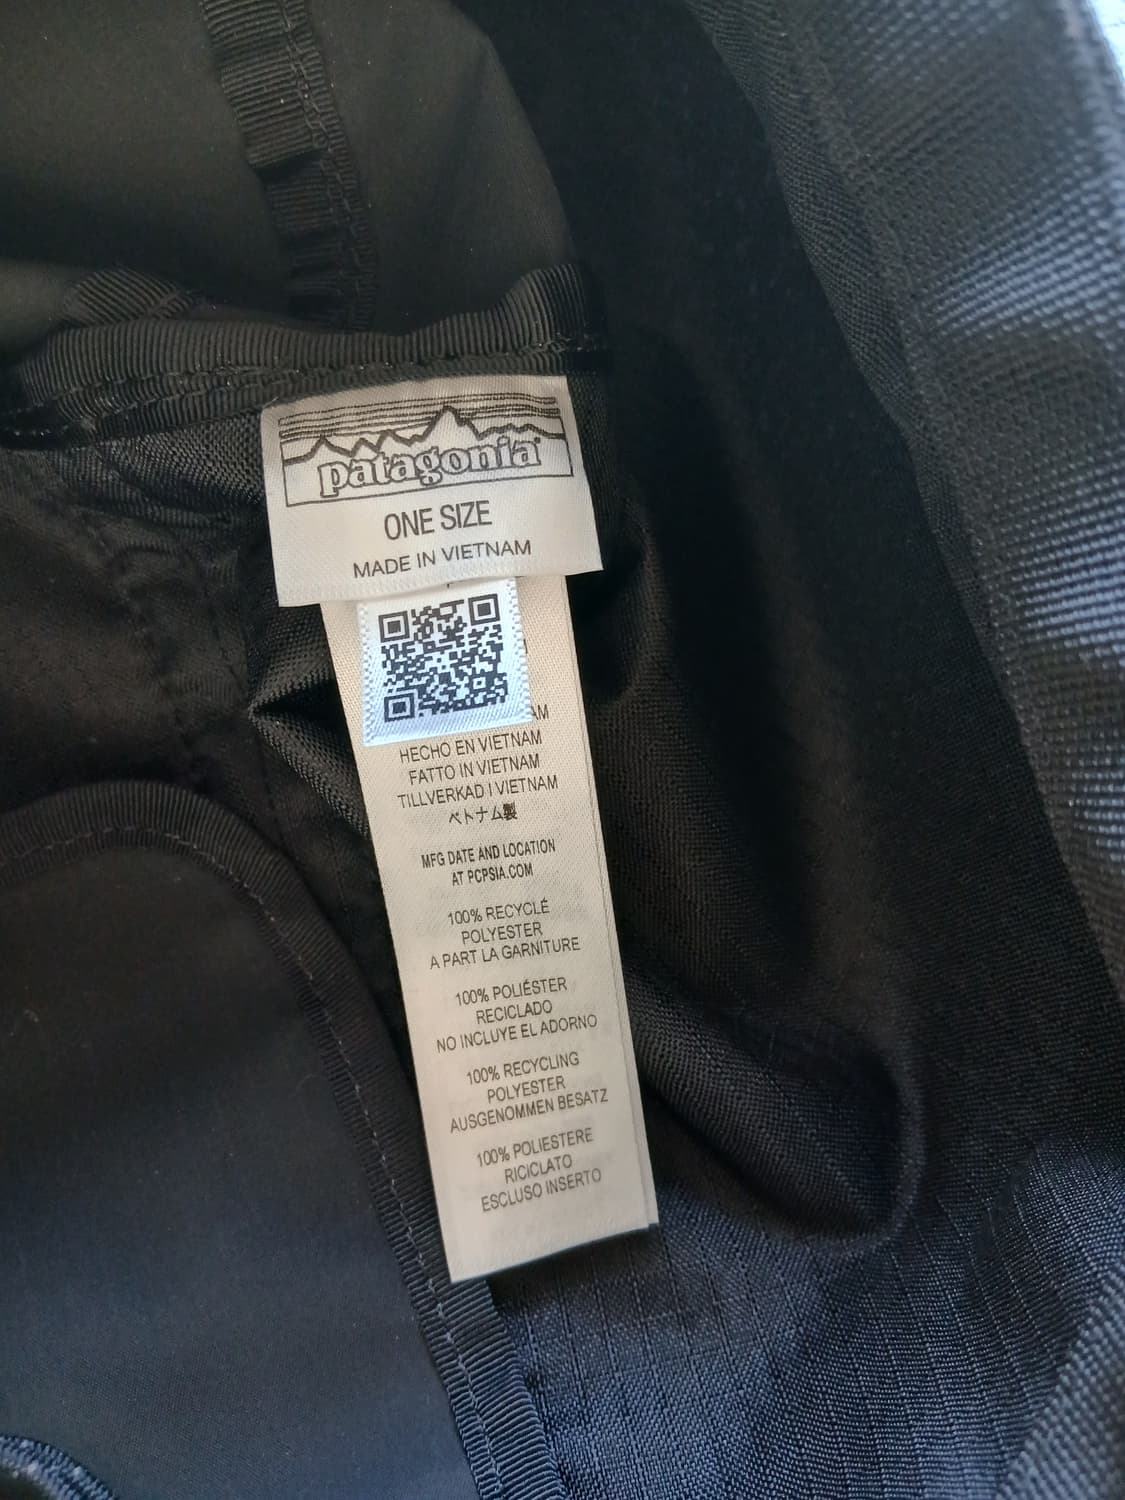 patagonia®
ONE SIZE
MADE IN VIETNAM
AM
HECHO EN VIETNAM
FATTO IN VIETNAM
TILLVERKAD I VIETNAM
ベトナム製
MFG DATE AND LOCATION
AT PCPSIA.COM
100% RECYCLÉ
POLYESTER
A PART LA GARNITURE
100% POLIÉSTER
RECICLADO
NO INCLUYE EL ADORNO
100% RECYCLING
POLYESTER
AUSGENOMMEN BESATZ
100% POLIESTERE
RICICLATO
ESCLUSO INSERTO